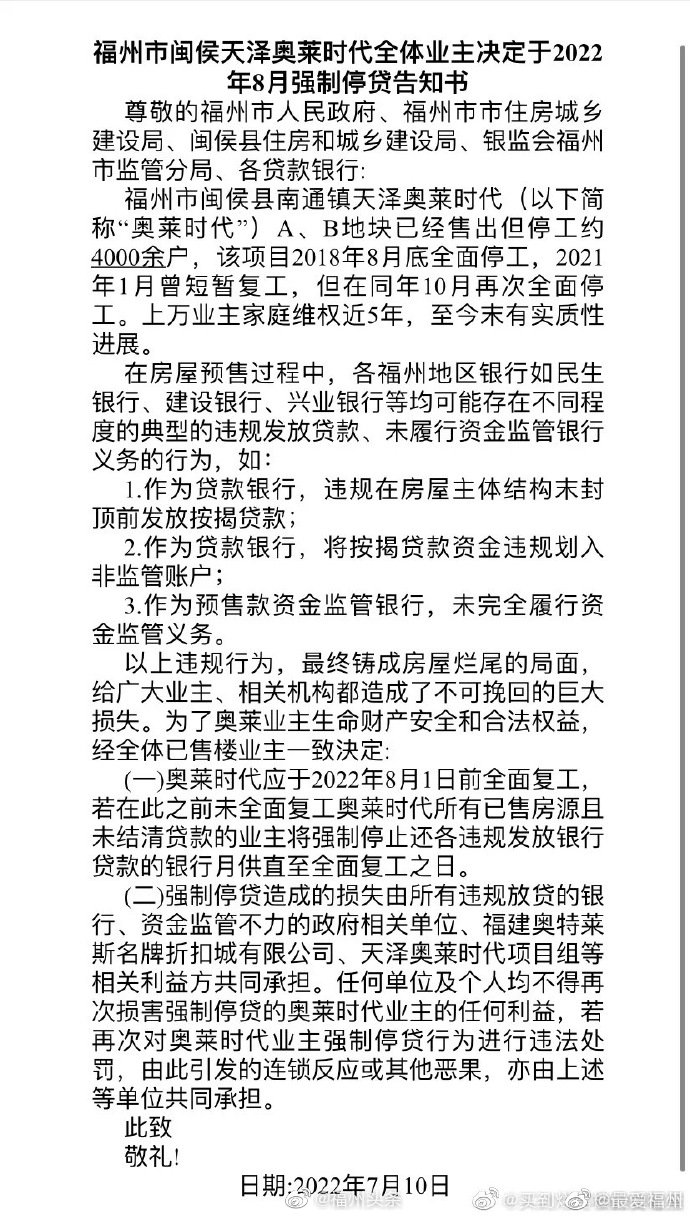 福州市闽侯天泽奥莱时代全体业主决定于2022
年8月强制停贷告知书
尊敬的福州市人民政府、福州市市住房城乡
建设局、闽侯县住房和城乡建设局、银监会福州
市监管分局、各贷款银行:
福州市闽侯县南通镇天泽奥莱时代（以下简
称“奥莱时代”）A、B地块已经售出但停工约
4000余户，该项目2018年8月底全面停工，2021
年1月曾短暂复工，但在同年10月再次全面停
工。上万业主家庭维权近5年，至今末有实质性
进展。
在房屋预售过程中，各福州地区银行如民生
银行、建设银行、兴业银行等均可能存在不同程
度的典型的违规发放贷款、未履行资金监管银行
义务的行为，如：
1.作为贷款银行，违规在房屋主体结构末封
顶前发放按揭贷款；
2.作为贷款银行，将按揭贷款资金违规划入
非监管账户；
3.作为预售款资金监管银行，未完全履行资
金监管义务。
以上违规行为，最终铸成房屋烂尾的局面，
给广大业主、相关机构都造成了不可挽回的巨大
损失。为了奥莱业主生命财产安全和合法权益，
经全体已售楼业主一致決定:
(一)奥莱时代应于2022年8月1日前全面复工，
若在此之前未全面复工奥莱时代所有已售房源且
未结清贷款的业主将强制停止还各违规发放银行
贷款的银行月供直至全面复工之日。
(二)强制停贷造成的损失由所有违规放贷的银
行、资金监管不力的政府相关单位、福建奥特莱
斯名牌折扣城有限公司、天泽奥莱时代项目组等
相关利益方共同承担。任何单位及个人均不得再
次损害强制停贷的奥莱时代业主的任何利益，若
再次对奥莱时代业主强制停贷行为进行违法处
罚，由此引发的连锁反应或其他恶果，亦由上述
等单位共同承担。
此致
敬礼!
日期:2022年7月10日
@福州头条
@最爱福州